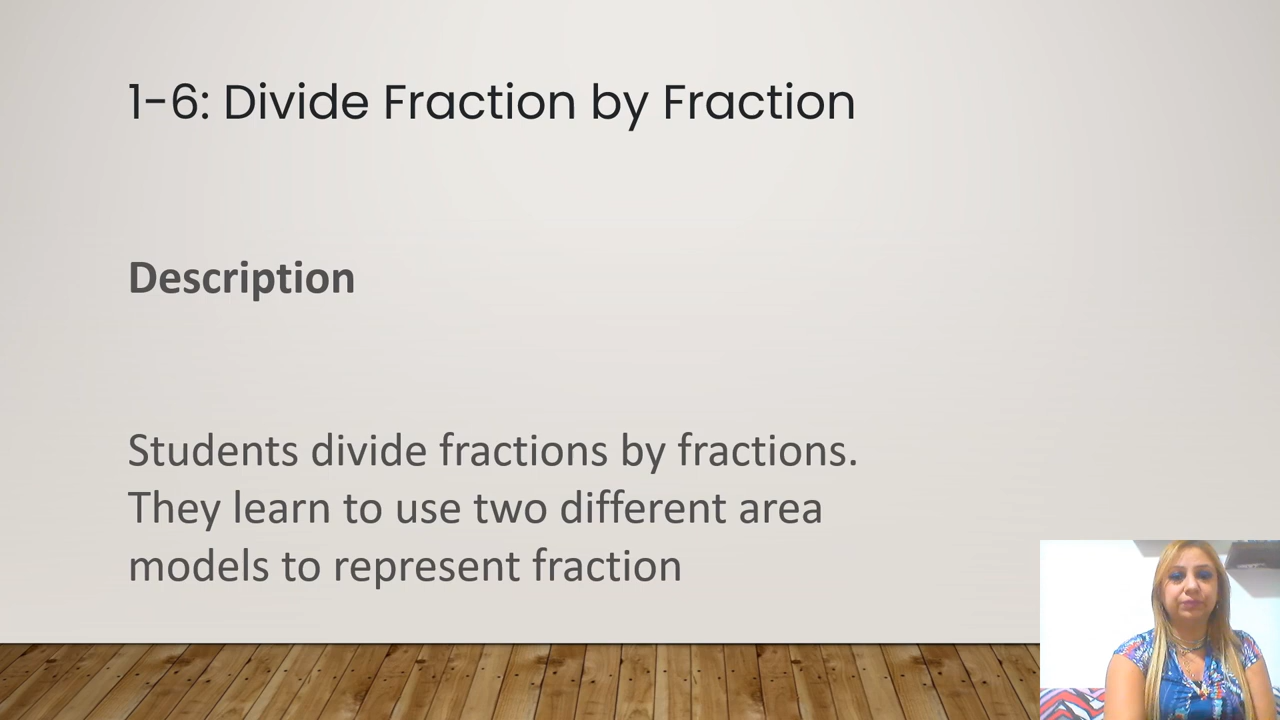 1-6: Divide Fraction by Fraction
Description
Students divide fractions by fractions.
They learn to use two different area
models to represent fraction